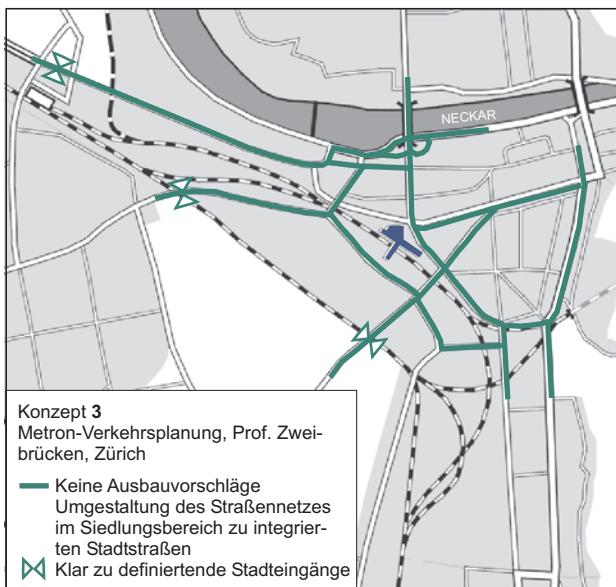 NECKAR
Konzept 3
Metron-Verkehrsplanung, Prof. Zwei-
brücken, Zürich
Keine Ausbauvorschläge
Umgestaltung des Straßennetzes
im Siedlungsbereich zu integrier-
ten Stadtstraßen
Klar zu definierende Stadteingänge